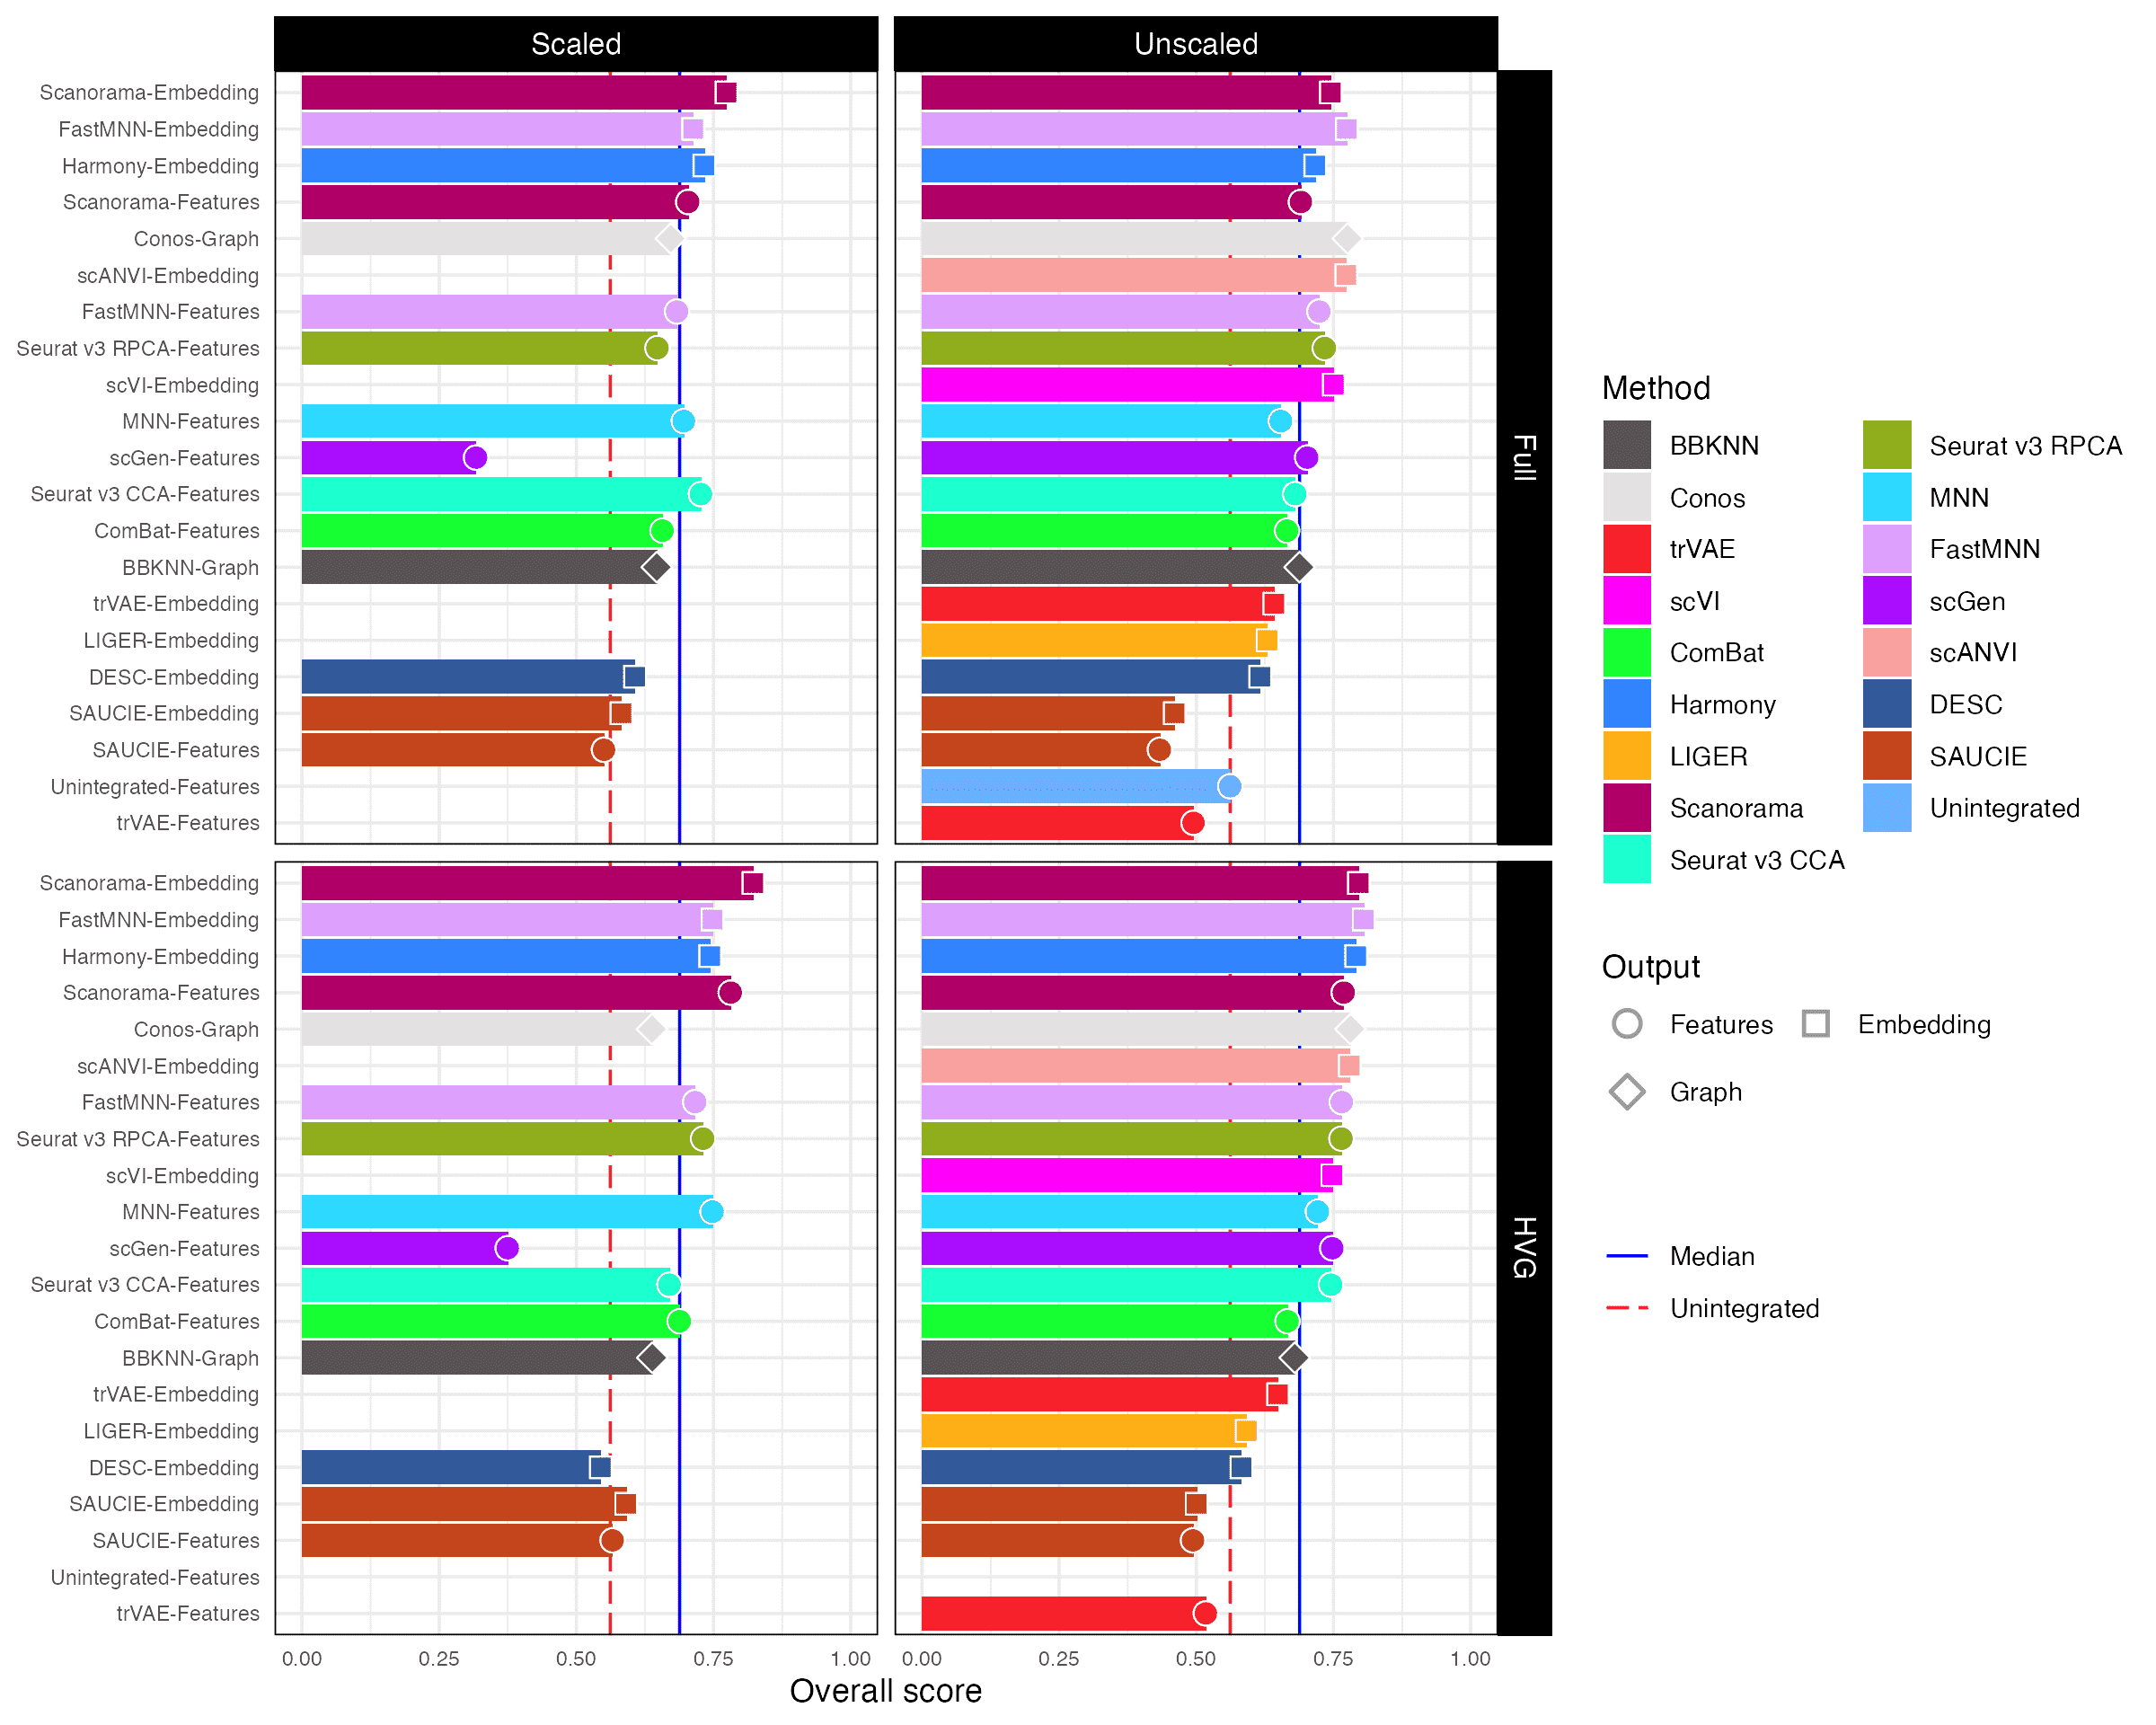 Scaled
Unscaled
Scanorama-Embedding
FastMNN-Embedding
Harmony-Embedding
Scanorama-Features
Conos-Graph
scANVI-Embedding
FastMNN-Features
Seurat v3 RPCA-Features
scVI-Embedding
MNN-Features
scGen-Features
Seurat v3 CCA-Features
ComBat-Features
BBKNN-Graph
trVAE-Embedding
LIGER-Embedding
DESC-Embedding
SAUCIE-Embedding
SAUCIE-Features
Unintegrated-Features
trVAE-Features
Full
Scanorama-Embedding
FastMNN-Embedding
Harmony-Embedding
Scanorama-Features
Conos-Graph
scANVI-Embedding
FastMNN-Features
Seurat v3 RPCA-Features
scVI-Embedding
MNN-Features
scGen-Features
Seurat v3 CCA-Features
ComBat-Features
BBKNN-Graph
trVAE-Embedding
LIGER-Embedding
DESC-Embedding
SAUCIE-Embedding
SAUCIE-Features
Unintegrated-Features
trVAE-Features
HVG
0.00 0.25 0.50 0.75 1.00 0.00 0.25 0.50 0.75 1.00
Overall score
Method
BBKNN
Conos
trVAE
scVI
ComBat
Harmony
LIGER
Scanorama
Seurat v3 CCA
Seurat v3 RPCA
MNN
FastMNN
scGen
scANVI
DESC
SAUCIE
Unintegrated
Output
Features
Embedding
Graph
Median
Unintegrated